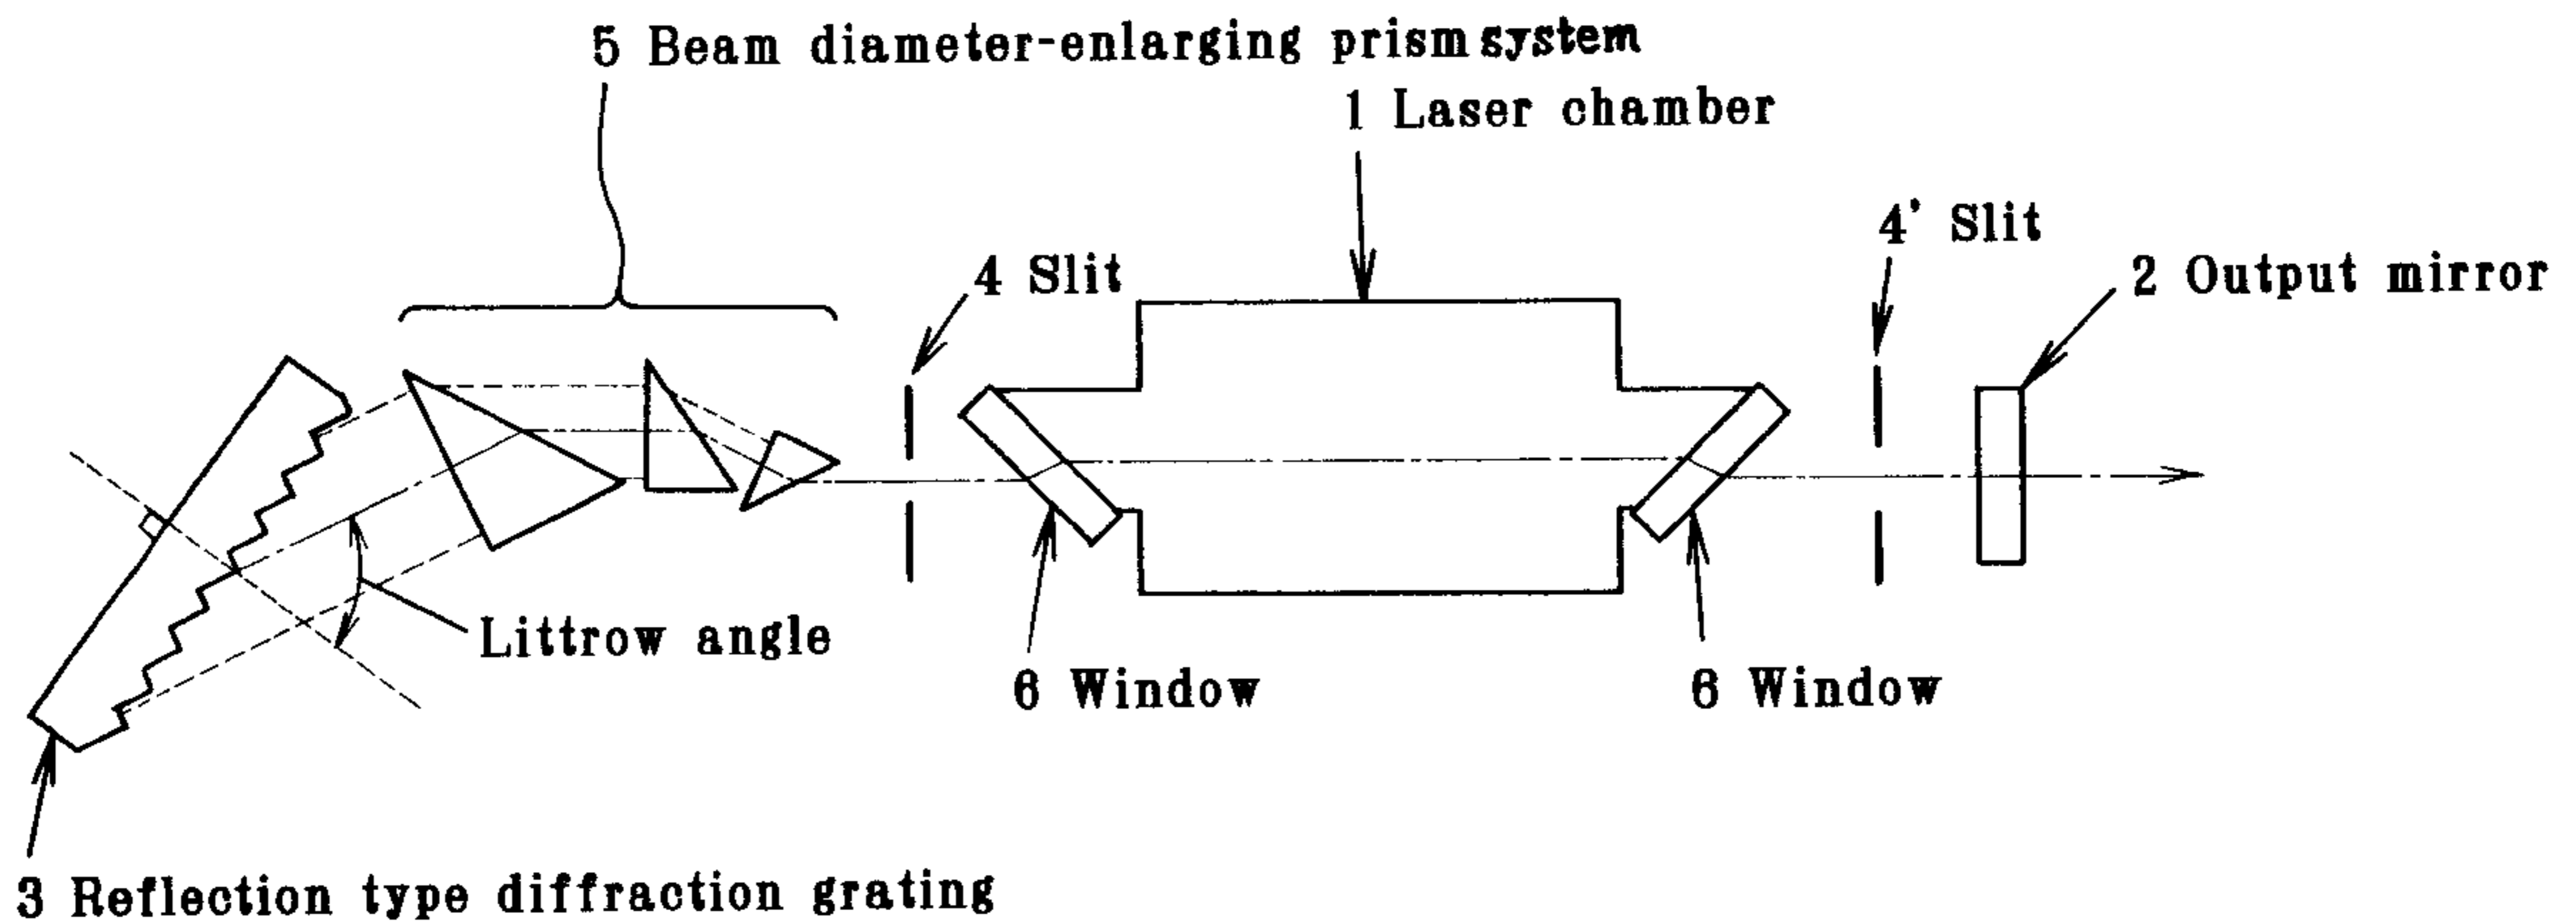 5 Beam diameter-enlarging prism system
1 Laser chamber
4' Slit
4 Slit
2 Output mirror
Littrow angle
6 Window
6 Window
3 Reflection type diffraction grating